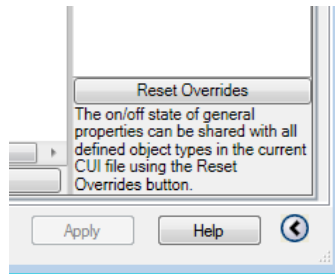 Reset Overrides
The on/off state of general
properties can be shared with all
defined object types in the current
CUI file using the Reset
Overrides button.
Apply Help